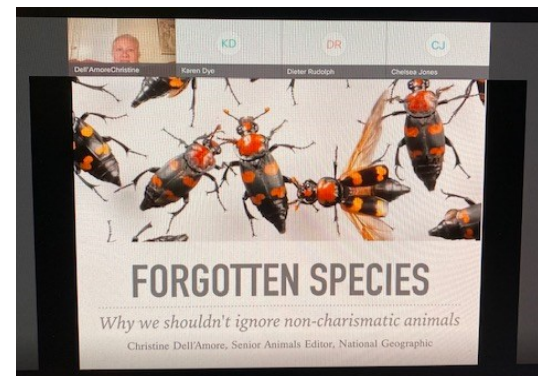 KD
DR
CJ
Dell'AmoreChristine
Karen Dye
Dieter Rudolph
Chelsea Jones
FORGOTTEN SPECIES
Why we shouldn't ignore non-charismatic animals
Christine Dell'Amore, Senior Animals Editor, National Geographic